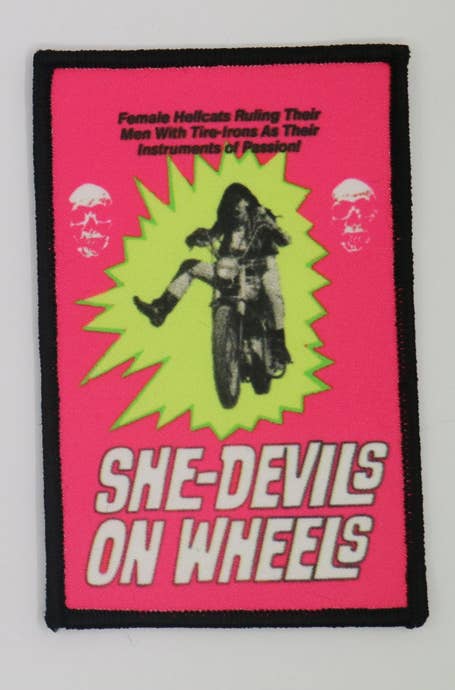 Female Hellcats Ruling Their
Men With Tire-Irons As Their
Instruments of Passion!
SHE-DEVILS
ON WHEELS